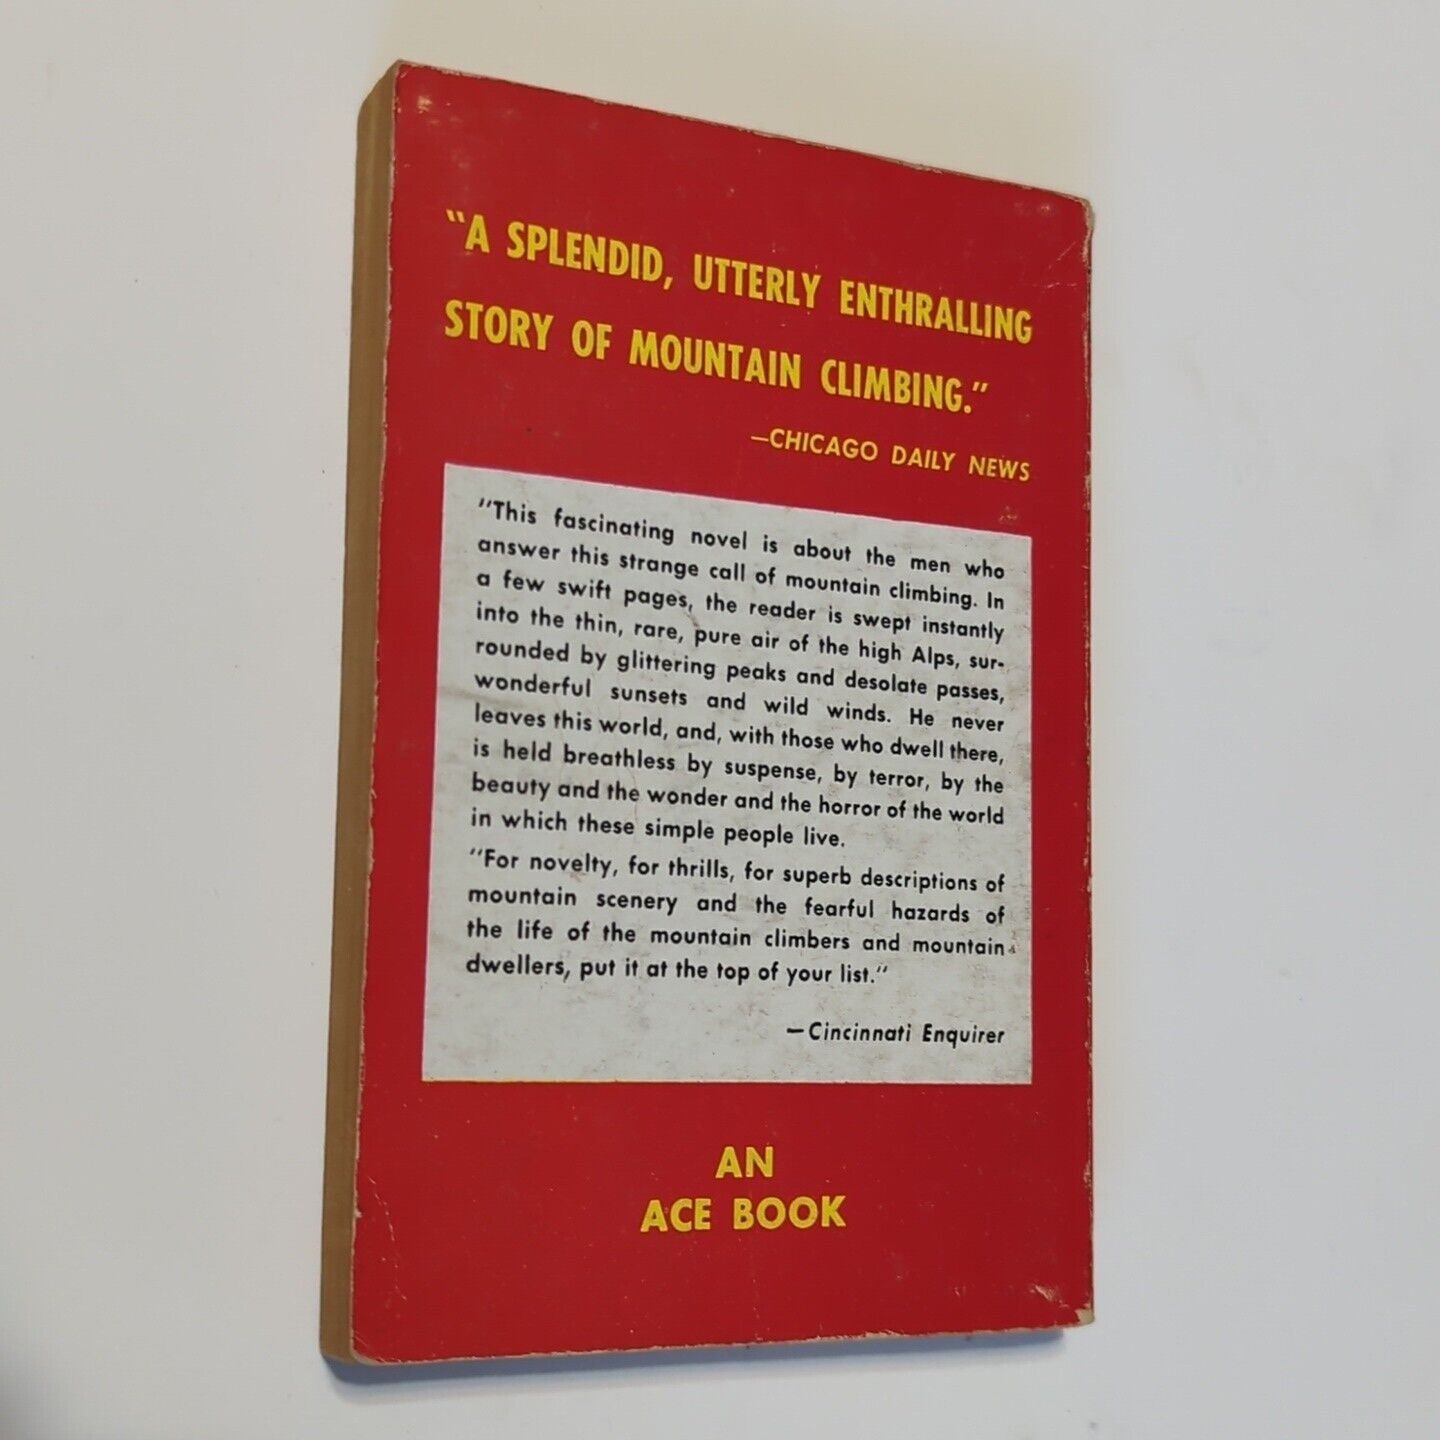 "A SPLENDID, UTTERLY ENTHRALLING
STORY OF MOUNTAIN CLIMBING."
—CHICAGO DAILY NEWS
"This fascinating novel is about the men who
answer this strange call of mountain climbing. In
a few swift pages, the reader is swept instantly
into the thin, rare, pure air of the high Alps, sur-
rounded by glittering peaks and desolate passes,
wonderful sunsets and wild winds. He never
leaves this world, and, with those who dwell there,
is held breathless by suspense, by terror, by the
beauty and the wonder and the horror of the world
in which these simple people live.
"For novelty, for thrills, for superb descriptions of
mountain scenery and the fearful hazards of
the life of the mountain climbers and mountain
dwellers, put it at the top of your list."
—Cincinnati Enquirer
AN
ACE BOOK